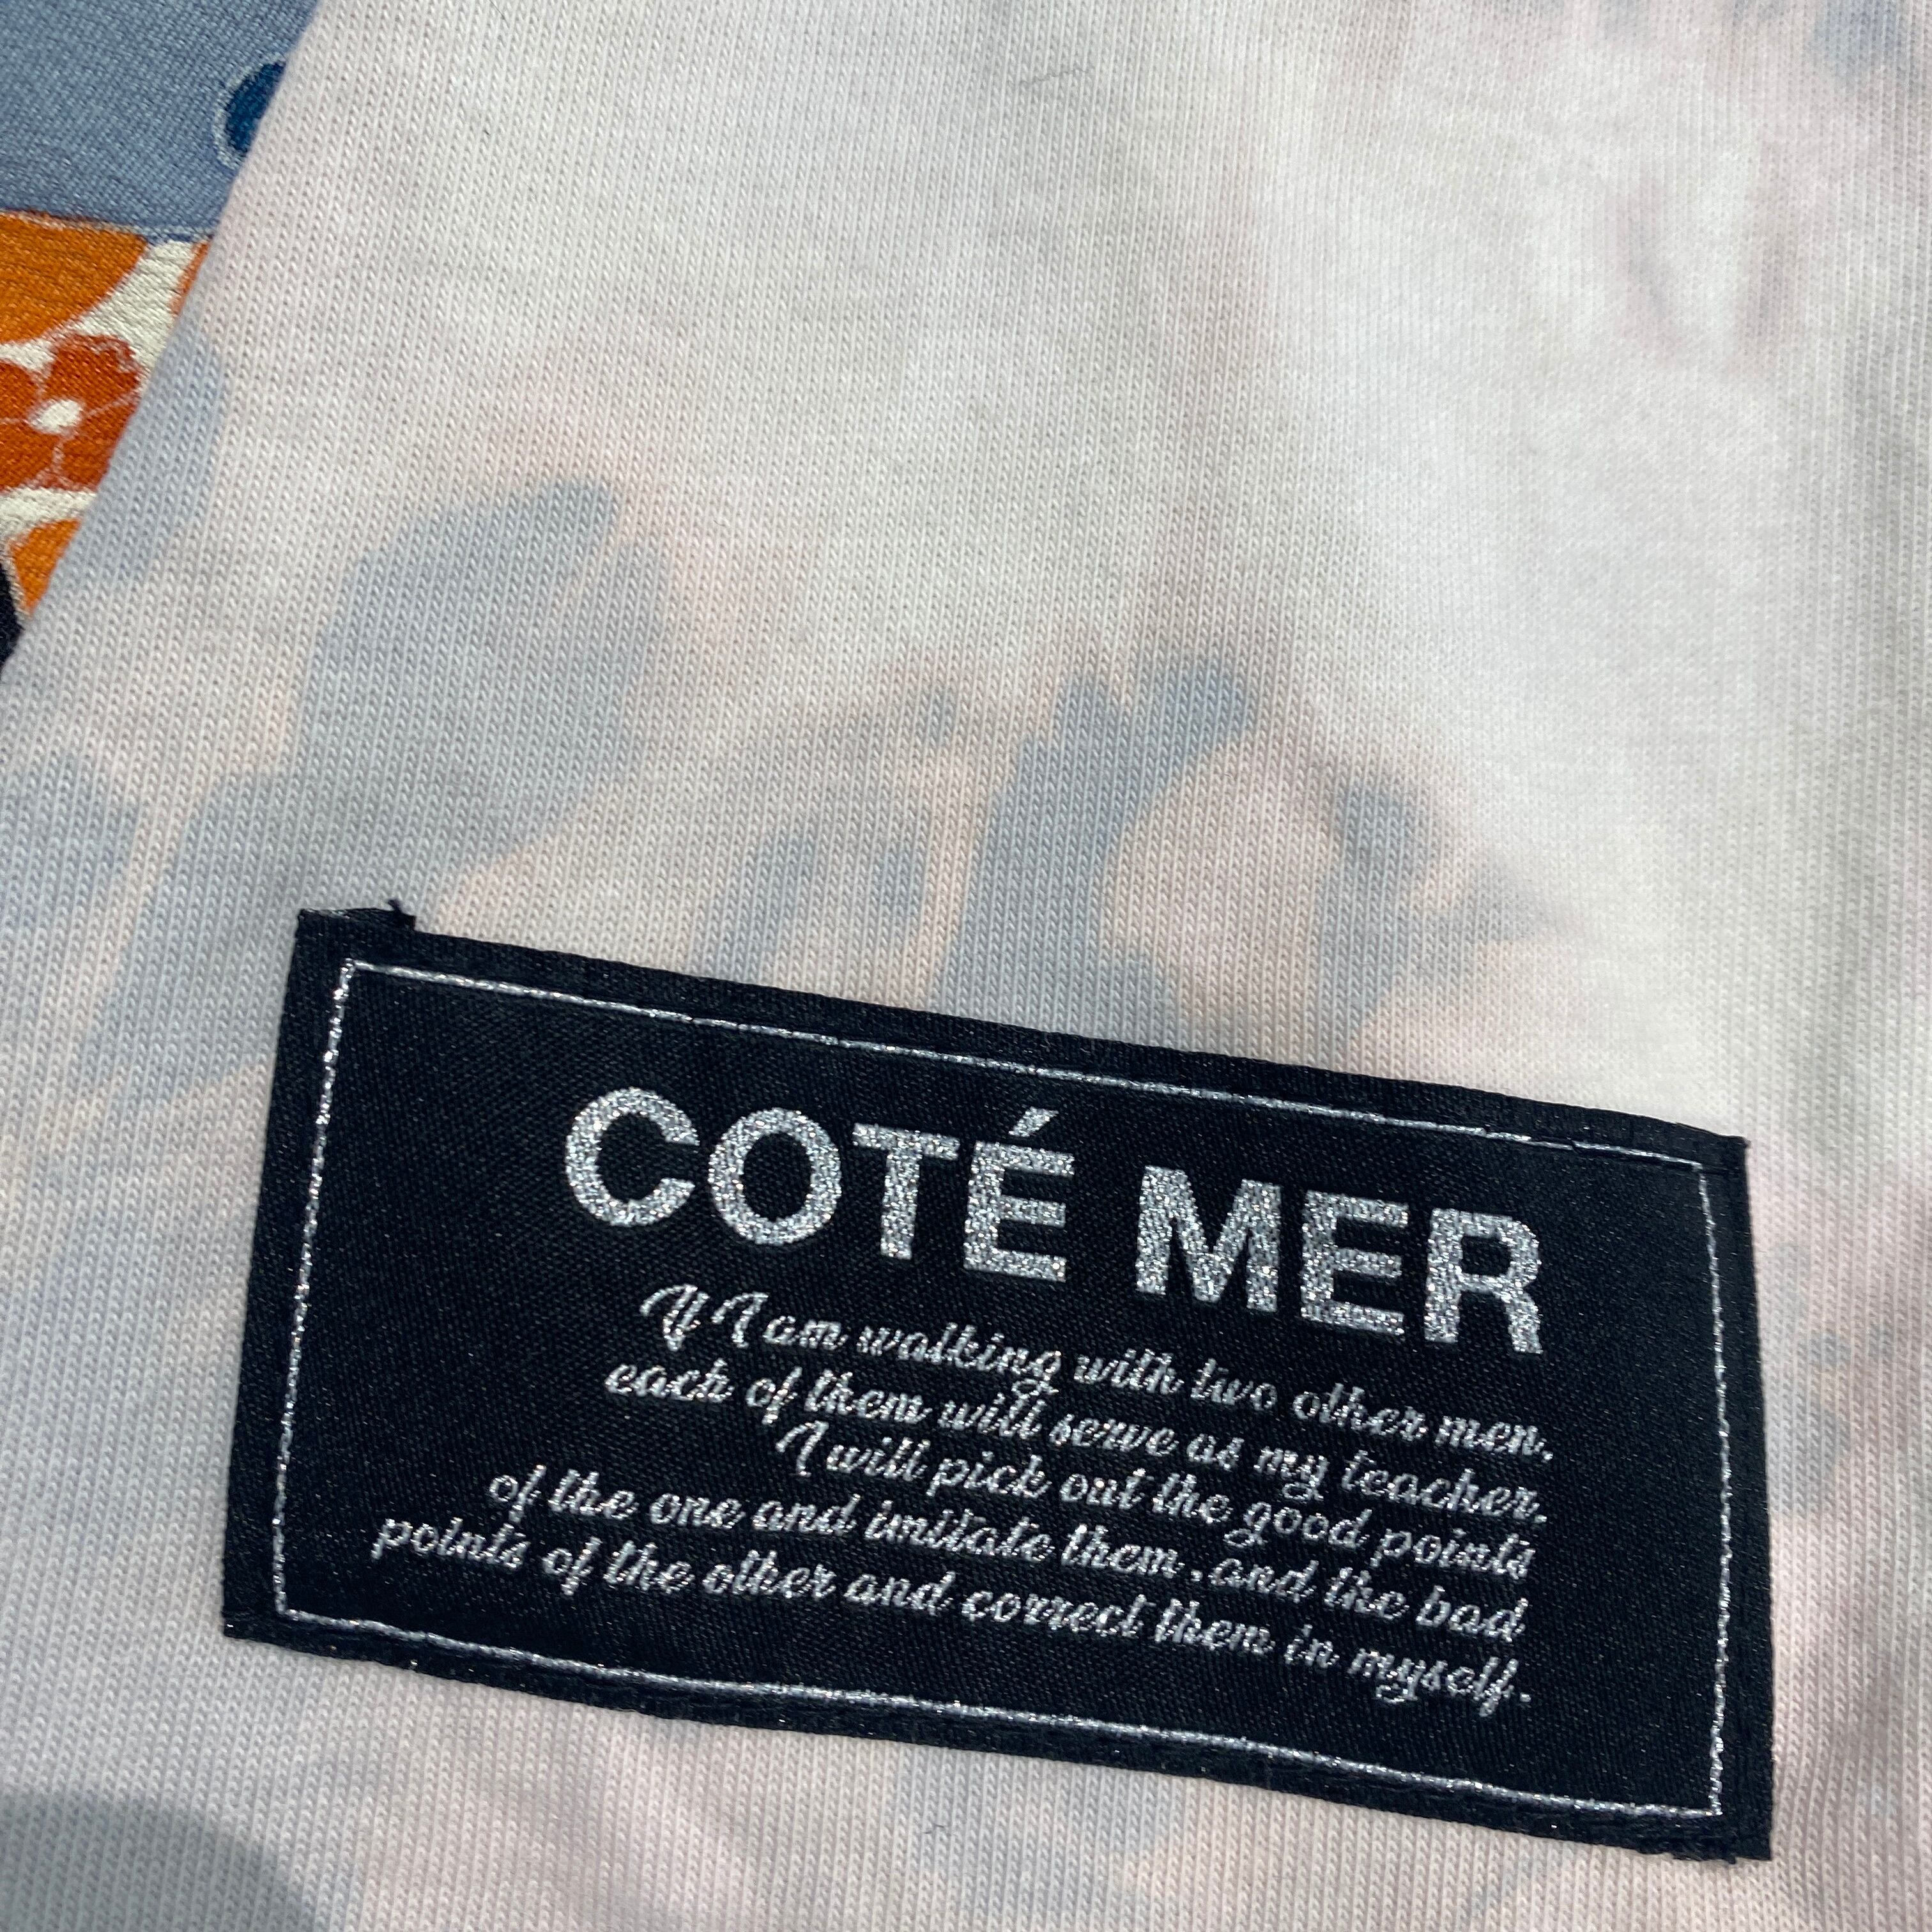 COTÉ MER
If I am walking with two other men.
each of them will serve as my teacher.
I will pick out the good points
of the one and imitate them .and the bad
points of the other and correct them in myself.